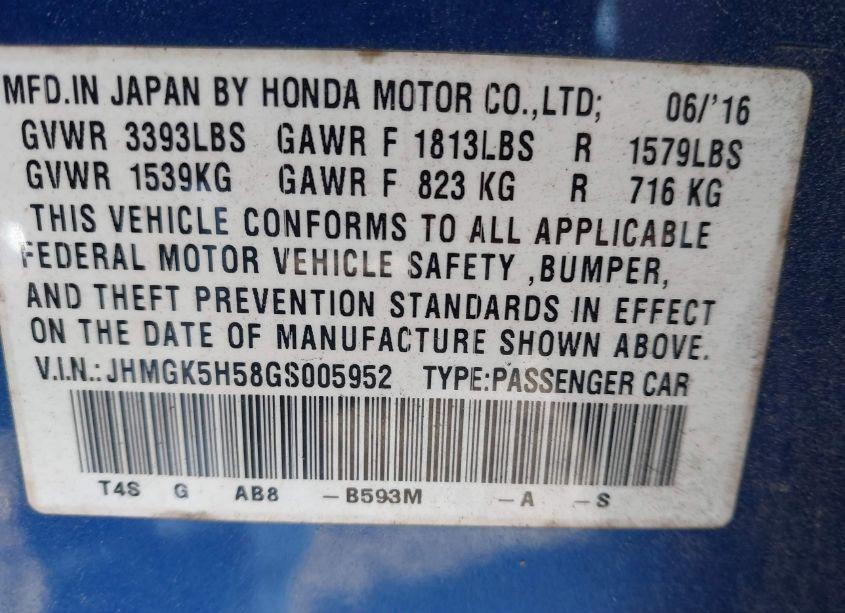 MFD.IN JAPAN BY HONDA MOTOR CO.,LTD; 06/'16
GVWR 3393LBS GAWR F 1813LBS R 1579LBS
GVWR 1539KG GAWR F 823 KG R 716 KG
THIS VEHICLE CONFORMS TO ALL APPLICABLE
FEDERAL MOTOR VEHICLE SAFETY ,BUMPER,
AND THEFT PREVENTION STANDARDS IN EFFECT
ON THE DATE OF MANUFACTURE SHOWN ABOVE.
V.I.N.: JHMGK5H58GS005952 TYPE:PASSENGER CAR
T4S G AB8 -B593M -A -S